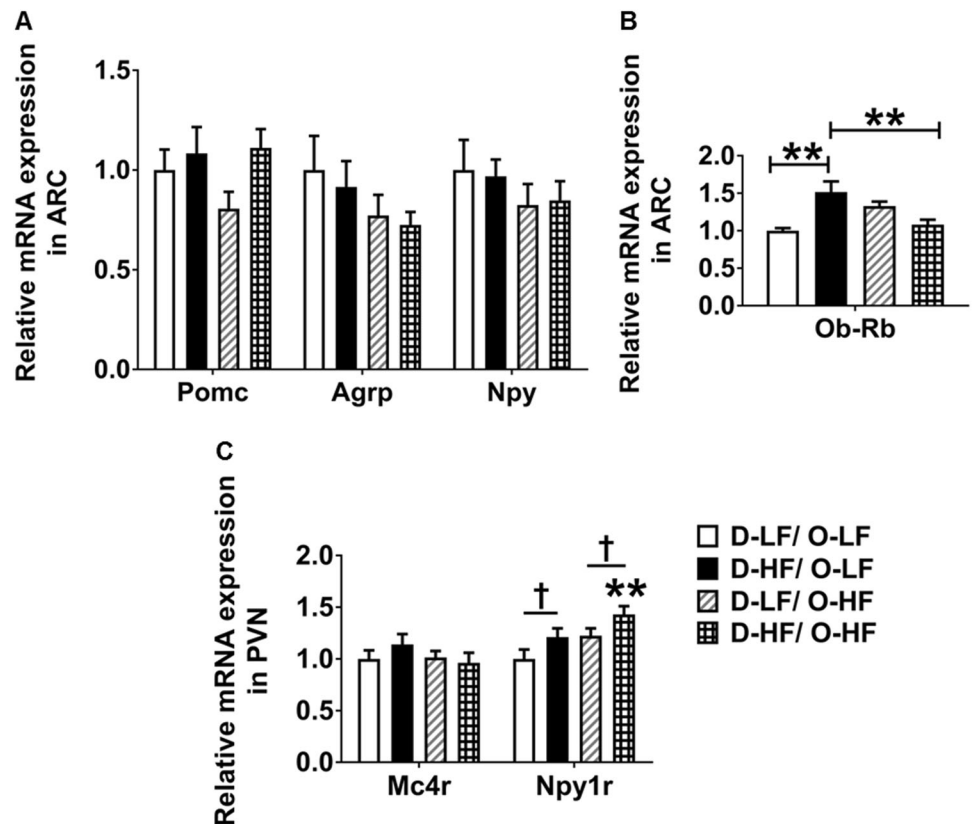 A
Relative mRNA expression
in ARC
1.5
1.0
0.5
0.0
Pomc Agrp Npy
B
Relative mRNA expression
in ARC
2.0
1.5
1.0
0.5
0.0
** **
Ob-Rb
C
Relative mRNA expression
in PVN
2.0
1.5
1.0
0.5
0.0
† † **
Mc4r Npy1r
D-LF/ O-LF
D-HF/ O-LF
D-LF/ O-HF
D-HF/ O-HF